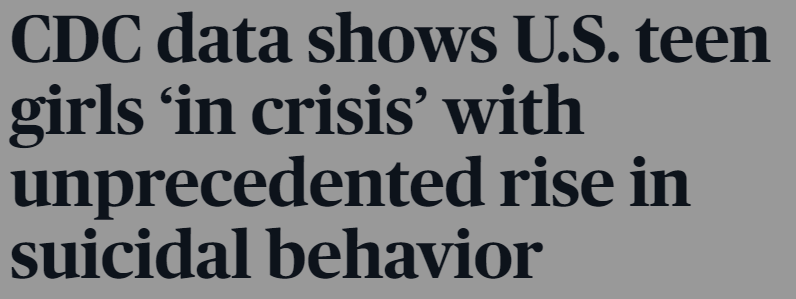 CDC data shows U.S. teen
girls ‘in crisis’ with
unprecedented rise in
suicidal behavior